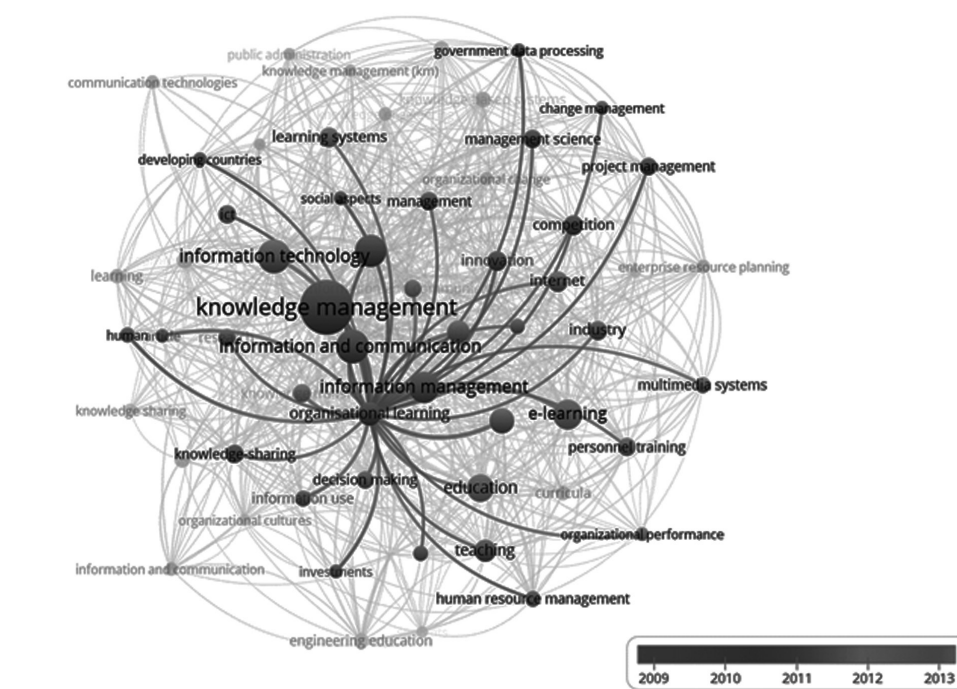 government data processing
public administration
knowledge management (km)
communication technologies
change management
learning systems
management science
developing countries
project management
organizational change
social aspects
management
ict
competition
information technology
innovation
enterprise resource planning
learning
internet
knowledge management
industry
human
information and communication
information management
multimedia systems
knowledge sharing
organisational learning
e-learning
personnel training
knowledge-sharing
decision making
education
curricula
information use
organizational cultures
organizational performance
teaching
information and communication
investments
human resource management
engineering education
2009 2010 2011 2012 2013